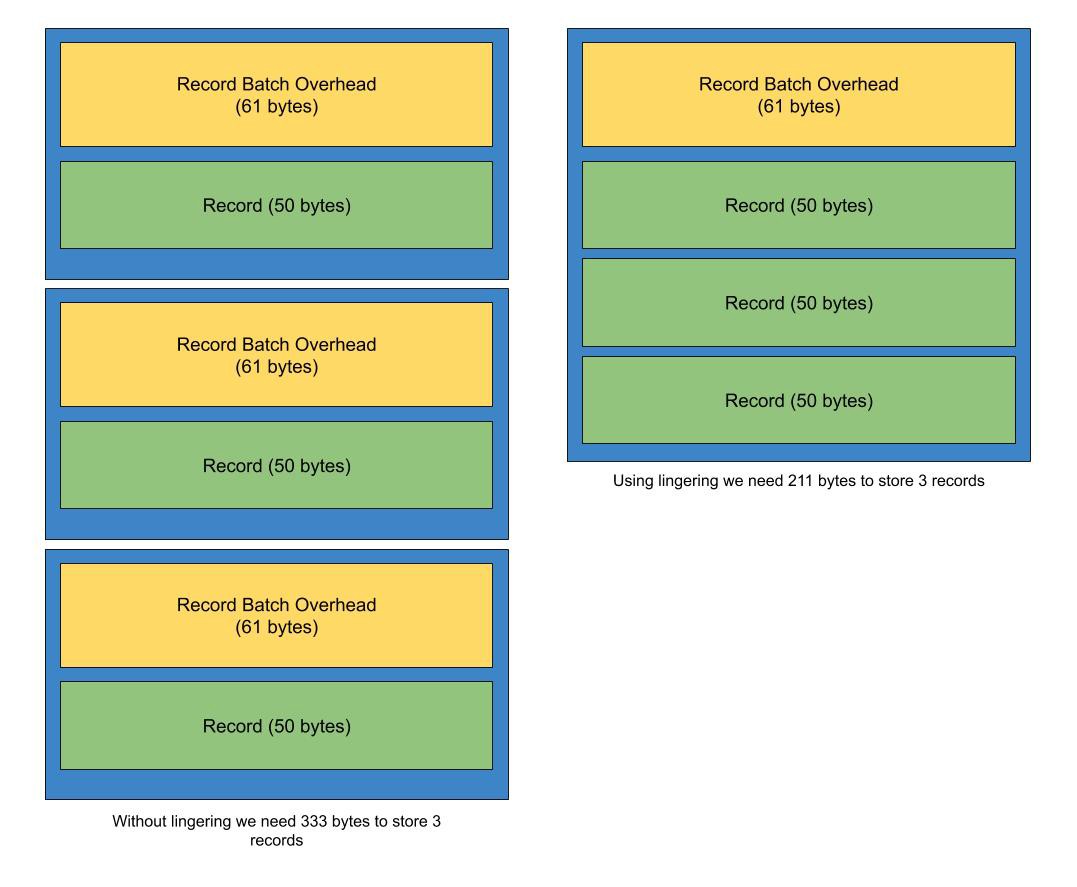 Record Batch Overhead
(61 bytes)
Record (50 bytes)
Record Batch Overhead
(61 bytes)
Record (50 bytes)
Record Batch Overhead
(61 bytes)
Record (50 bytes)
Without lingering we need 333 bytes to store 3
records
Record Batch Overhead
(61 bytes)
Record (50 bytes)
Record (50 bytes)
Record (50 bytes)
Using lingering we need 211 bytes to store 3 records